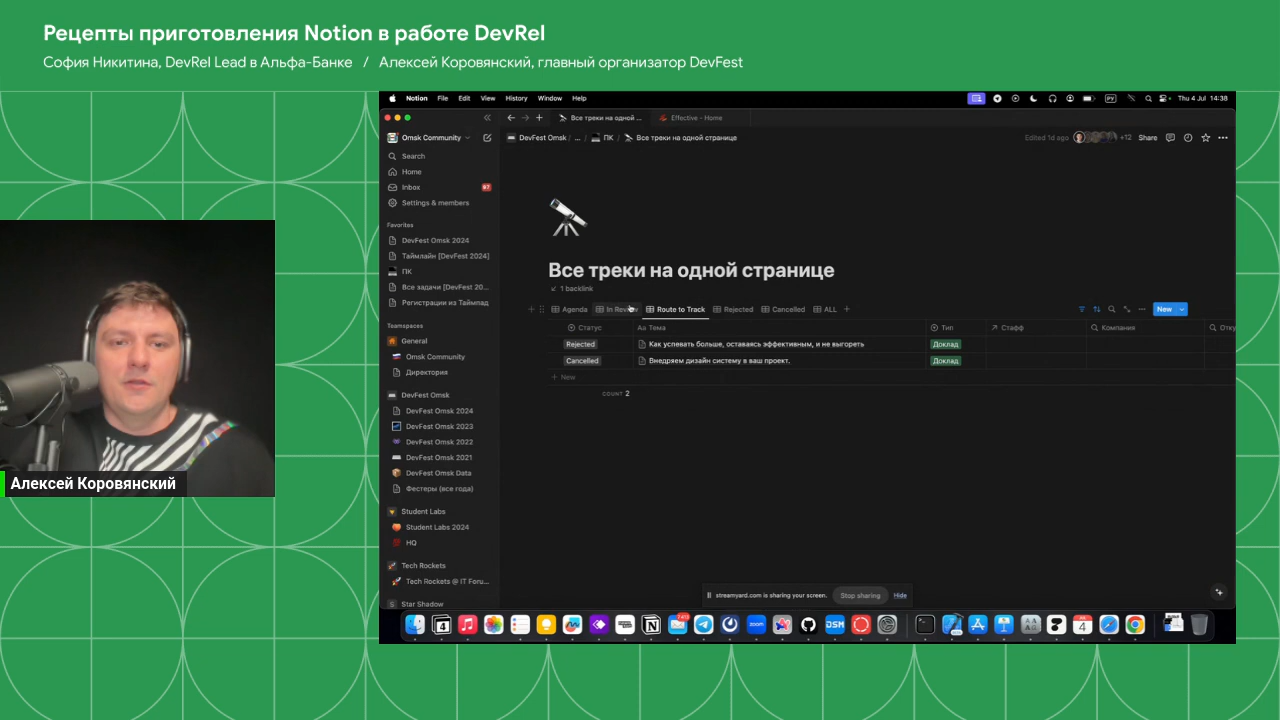 Рецепты приготовления Notion в работе DevRel
София Никитина, DevRel Lead в Альфа-Банке / Алексей Коровянский, главный организатор DevFest
Notion File Edit View History Window Help
РУ
Thu 4 Jul 14:38
Все треки на одной ...
Effective - Home
Omsk Community
DevFest Omsk / ... / ПК / Все треки на одной странице
Edited 1d ago
+12
Share
Search
Home
Inbox
97
Settings & members
Favorites
DevFest Omsk 2024
Таймлайн [DevFest 2024]
ПК
Все задачи [DevFest 20...
Регистрации из Таймпад
Teamspaces
General
Omsk Community
Директория
DevFest Omsk
DevFest Omsk 2024
DevFest Omsk 2023
DevFest Omsk 2022
DevFest Omsk 2021
DevFest Omsk Data
Фестеры (все года)
Student Labs
Student Labs 2024
HQ
Tech Rockets
Tech Rockets @ IT Foru...
Star Shadow
Все треки на одной странице
1 backlink
Agenda
Route to Track
Rejected
Cancelled
ALL
New
Статус
Aa Тема
Тип
Стафф
Компания
Отку
Rejected
Как успевать больше, оставаясь эффективным, и не выгореть
Доклад
Cancelled
Внедряем дизайн систему в ваш проект.
Доклад
+ New
COUNT 2
streamyard.com is sharing your screen.
Stop sharing
Hide
Алексей Коровянский
4
zoom
DSM
4